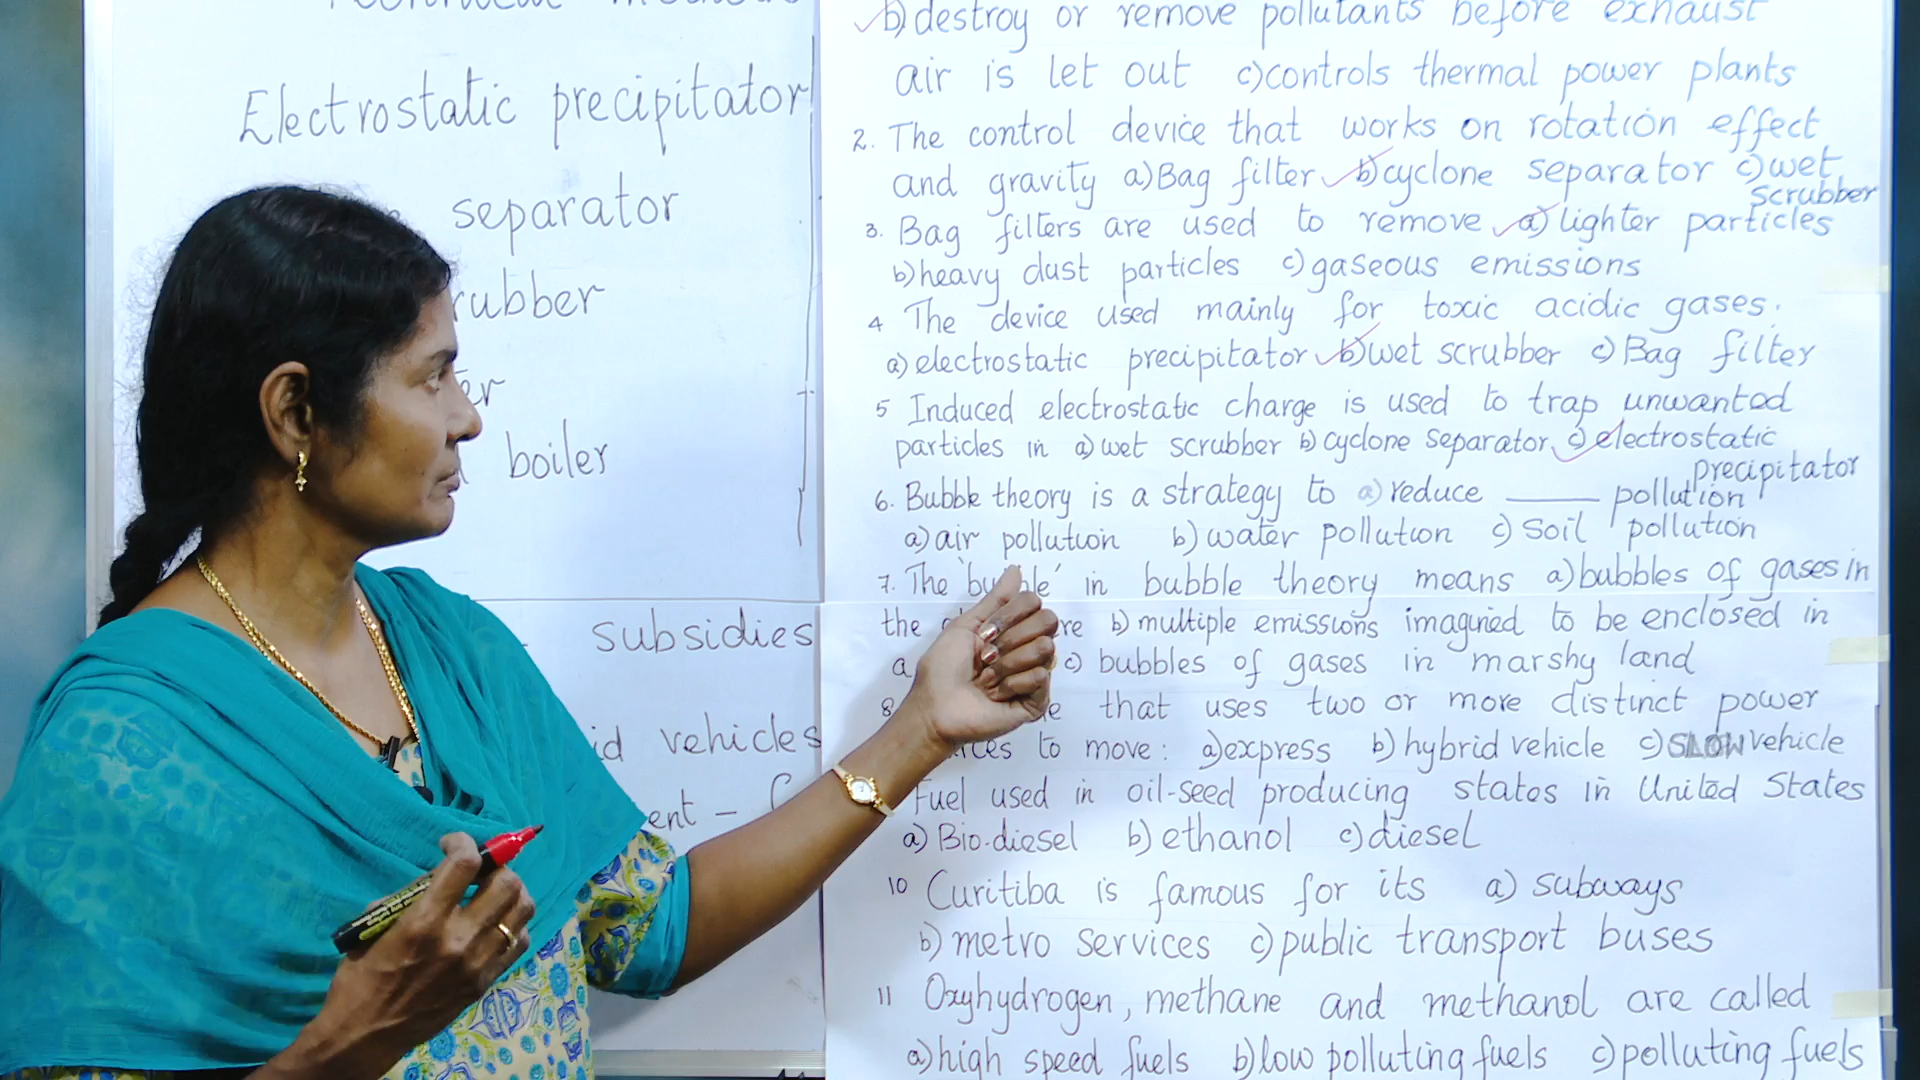 Electrostatic precipitator
separator
rubber
er
boiler
subsidies
id vehicles
ent -
b) destroy or remove pollutants before exhaust
air is let out c) controls thermal power plants
2. The control device that works on rotation effect
and gravity a) Bag filter b) cyclone separator c) wet
scrubber
3. Bag filters are used to remove a) lighter particles
b) heavy dust particles c) gaseous emissions
4 The device used mainly for toxic acidic gases.
a) electrostatic precipitator b) wet scrubber c) Bag filter
5 Induced electrostatic charge is used to trap unwanted
particles in a) wet scrubber b) cyclone separator c) electrostatic
precipitator
6. Bubble theory is a strategy to a) reduce ______ pollution
a) air pollution b) water pollution c) soil pollution
7. The 'bubble' in bubble theory means a) bubbles of gases in
the re b) multiple emissions imagined to be enclosed in
a c) bubbles of gases in marshy land
8 that uses two or more distinct power
to move: a) express b) hybrid vehicle c) SLOW vehicle
Fuel used in oil-seed producing states in United States
a) Bio-diesel b) ethanol c) diesel
10 Curitiba is famous for its a) subways
b) metro services c) public transport buses
11 Oxyhydrogen, methane and methanol are called
a) high speed fuels b) low polluting fuels c) polluting fuels